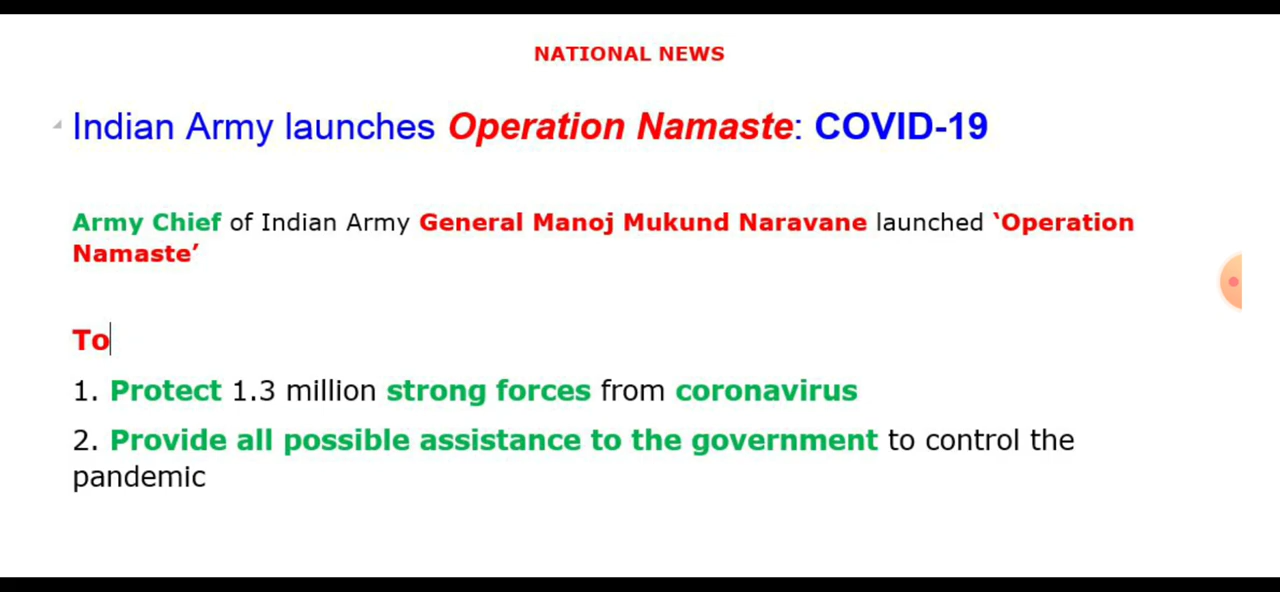 NATIONAL NEWS
Indian Army launches Operation Namaste: COVID-19
Army Chief of Indian Army General Manoj Mukund Naravane launched ‘Operation
Namaste’
To
1. Protect 1.3 million strong forces from coronavirus
2. Provide all possible assistance to the government to control the
pandemic